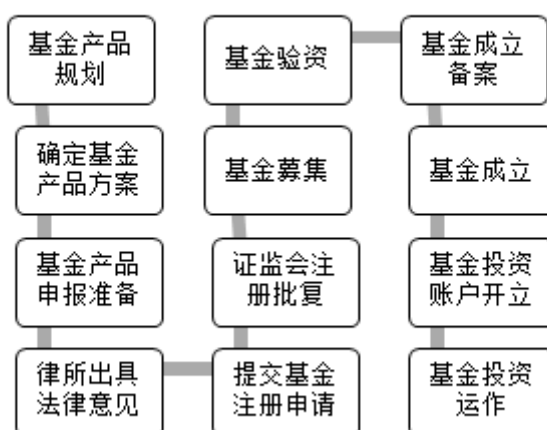 基金产品
规划
确定基金
产品方案
基金产品
申报准备
律所出具
法律意见
提交基金
注册申请
证监会注
册批复
基金募集
基金验资
基金成立
备案
基金成立
基金投资
账户开立
基金投资
运作